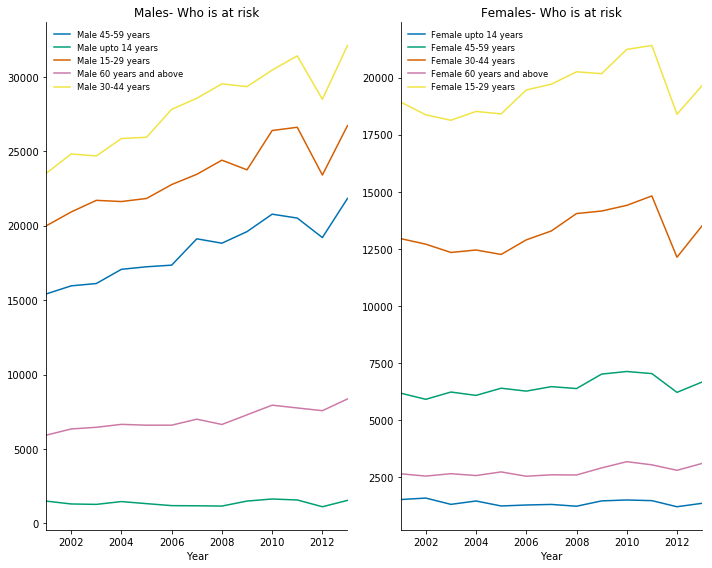 Males- Who is at risk
Male 45-59 years
Male upto 14 years
Male 15-29 years
Male 60 years and above
Male 30-44 years
30000
25000
20000
15000
10000
5000
0
2002 2004 2006 2008 2010 2012
Year
Females- Who is at risk
Female upto 14 years
Female 45-59 years
Female 30-44 years
Female 60 years and above
Female 15-29 years
20000
17500
15000
12500
10000
7500
5000
2500
2002 2004 2006 2008 2010 2012
Year